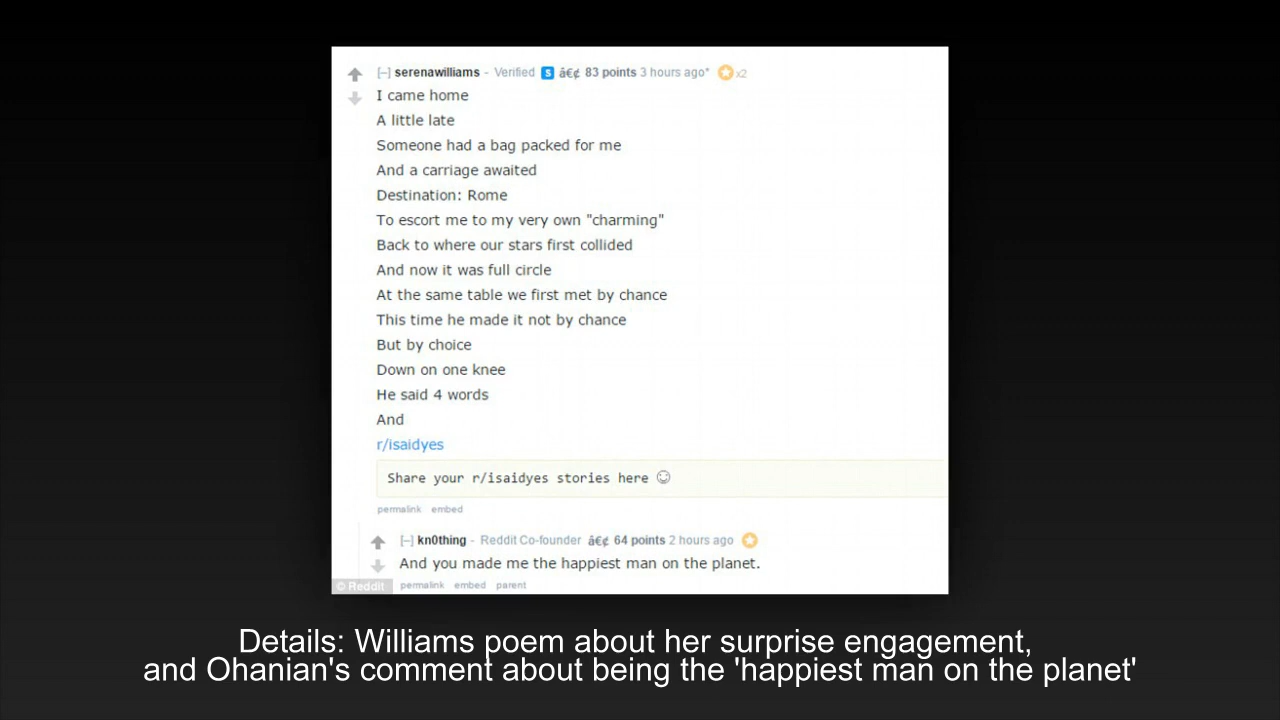 [–] serenawilliams - Verified S â€¢ 83 points 3 hours ago* x2
I came home
A little late
Someone had a bag packed for me
And a carriage awaited
Destination: Rome
To escort me to my very own "charming"
Back to where our stars first collided
And now it was full circle
At the same table we first met by chance
This time he made it not by chance
But by choice
Down on one knee
He said 4 words
And
r/isaidyes
Share your r/isaidyes stories here ☺
permalink embed
[–] kn0thing - Reddit Co-founder â€¢ 64 points 2 hours ago
And you made me the happiest man on the planet.
© Reddit permalink embed parent
Details: Williams poem about her surprise engagement,
and Ohanian's comment about being the 'happiest man on the planet'